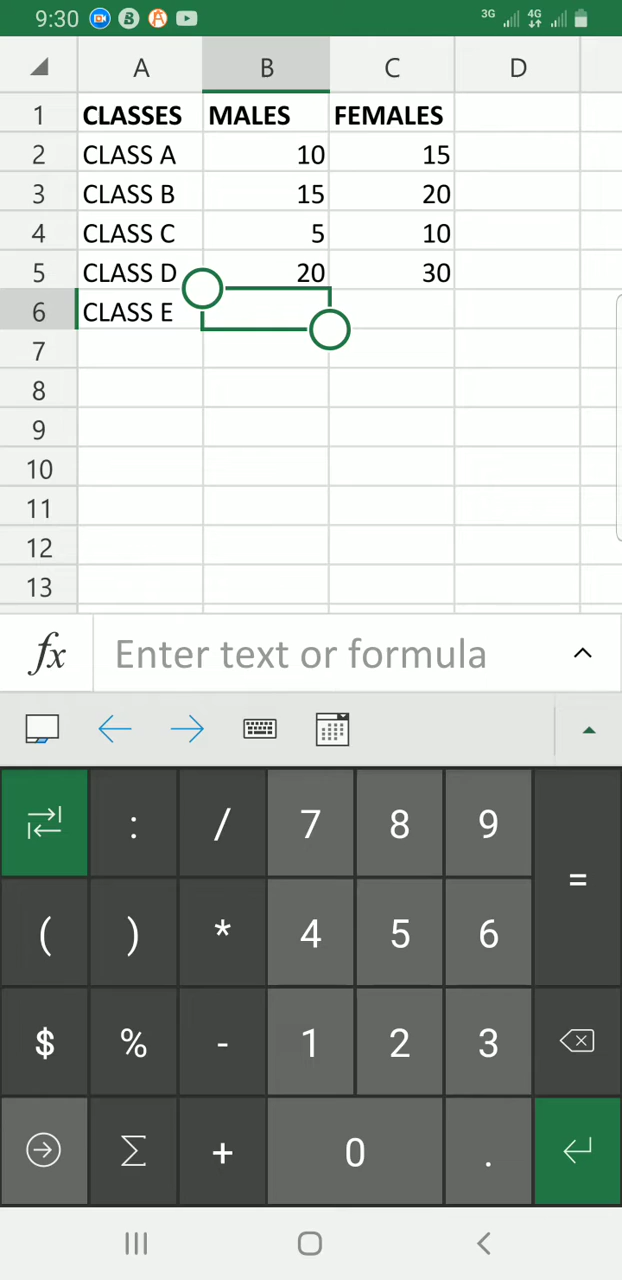 9:30 3G 4G
A B C D
1 CLASSES MALES FEMALES
2 CLASS A 10 15
3 CLASS B 15 20
4 CLASS C 5 10
5 CLASS D 20 30
6 CLASS E
7
8
9
10
11
12
13
fx Enter text or formula
: / 7 8 9 =
( ) * 4 5 6
$ % - 1 2 3
Σ + 0 .